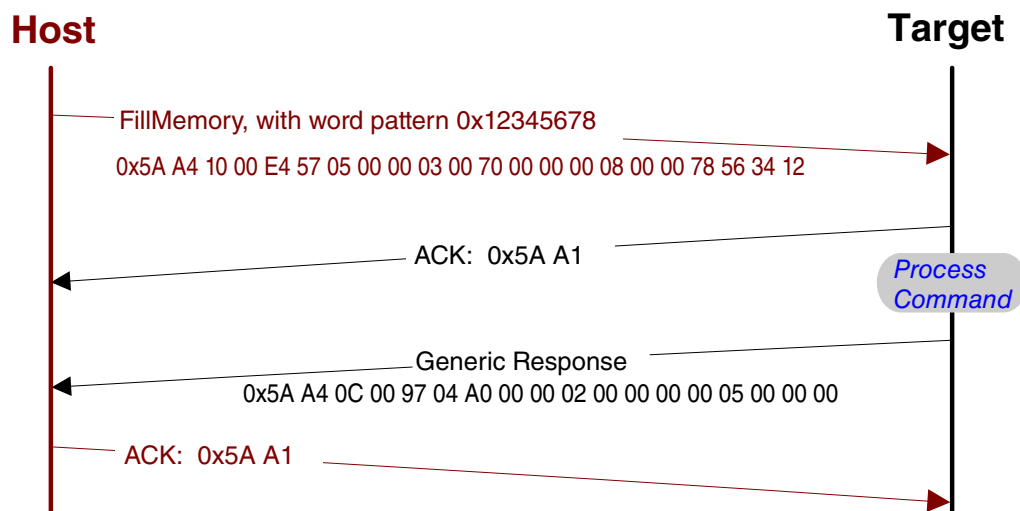 Host
Target
FillMemory, with word pattern 0x12345678
0x5A A4 10 00 E4 57 05 00 00 03 00 70 00 00 00 08 00 00 78 56 34 12
ACK: 0x5A A1
Process
Command
Generic Response
0x5A A4 0C 00 97 04 A0 00 00 02 00 00 00 00 05 00 00 00
ACK: 0x5A A1